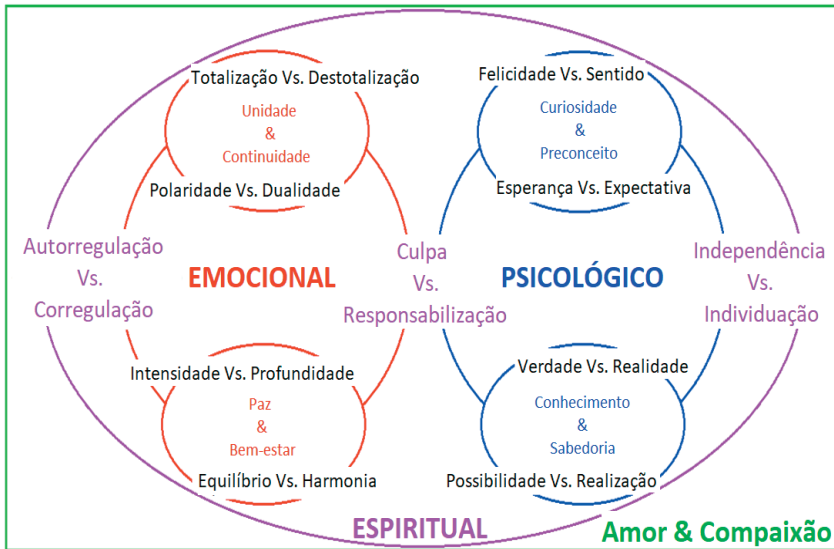 Totalização Vs. Destotalização
Unidade
&
Continuidade
Polaridade Vs. Dualidade
Felicidade Vs. Sentido
Curiosidade
&
Preconceito
Esperança Vs. Expectativa
Autorregulação
Vs.
Corregulação
EMOCIONAL
Culpa
Vs.
Responsabilização
PSICOLÓGICO
Independência
Vs.
Individuação
Intensidade Vs. Profundidade
Paz
&
Bem-estar
Equilíbrio Vs. Harmonia
Verdade Vs. Realidade
Conhecimento
&
Sabedoria
Possibilidade Vs. Realização
ESPIRITUAL
Amor & Compaixão